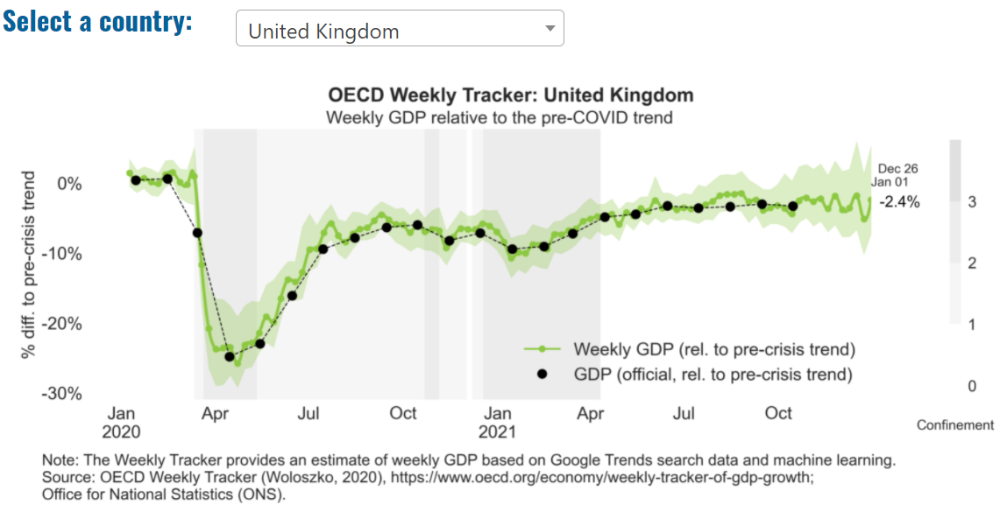 Select a country:
United Kingdom
OECD Weekly Tracker: United Kingdom
Weekly GDP relative to the pre-COVID trend
% diff. to pre-crisis trend
0%
-10%
-20%
-30%
Dec 26
Jan 01
-2.4%
Weekly GDP (rel. to pre-crisis trend)
GDP (official, rel. to pre-crisis trend)
3
2
1
0
Confinement
Jan
2020
Apr
Jul
Oct
Jan
2021
Apr
Jul
Oct
Note: The Weekly Tracker provides an estimate of weekly GDP based on Google Trends search data and machine learning.
Source: OECD Weekly Tracker (Woloszko, 2020), https://www.oecd.org/economy/weekly-tracker-of-gdp-growth;
Office for National Statistics (ONS).